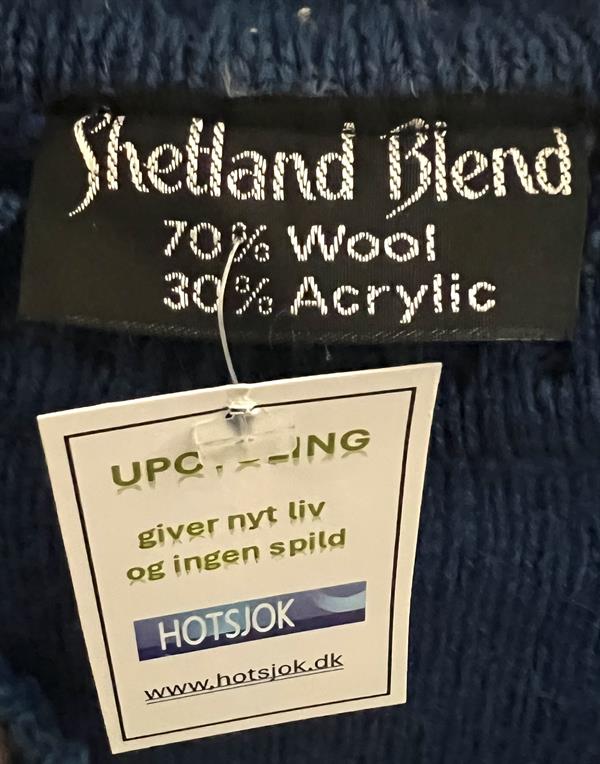 Shetland Blend
70% Wool
30% Acrylic
giver nyt liv
og ingen spild
HOTSJOK
www.hotsjok.dk